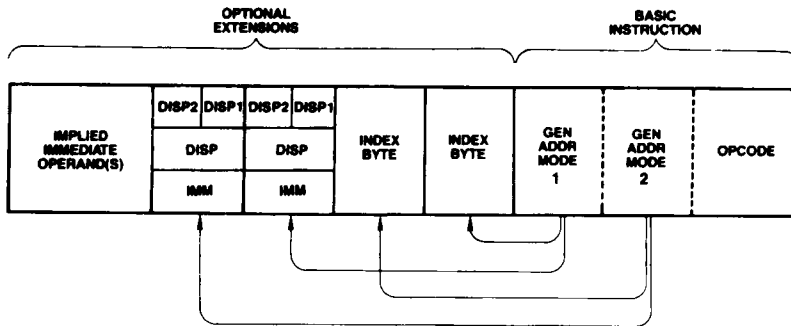 OPTIONAL
EXTENSIONS
BASIC
INSTRUCTION
IMPLIED
IMMEDIATE
OPERAND(S)
DISP2 DISP1
DISP
IMM
DISP2 DISP1
DISP
IMM
INDEX
BYTE
INDEX
BYTE
GEN
ADDR
MODE
1
GEN
ADDR
MODE
2
OPCODE